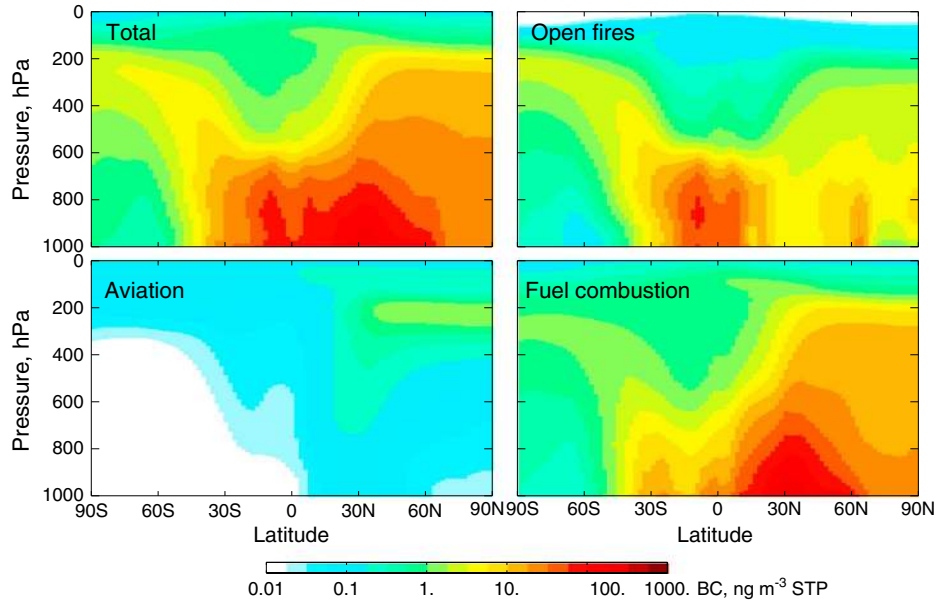 Total
Open fires
0
200
400
600
800
1000
Pressure, hPa
Aviation
Fuel combustion
0
200
400
600
800
1000
Pressure, hPa
90S 60S 30S 0 30N 60N 90N
90S 60S 30S 0 30N 60N 90N
Latitude
Latitude
0.01 0.1 1. 10. 100. 1000. BC, ng m⁻³ STP